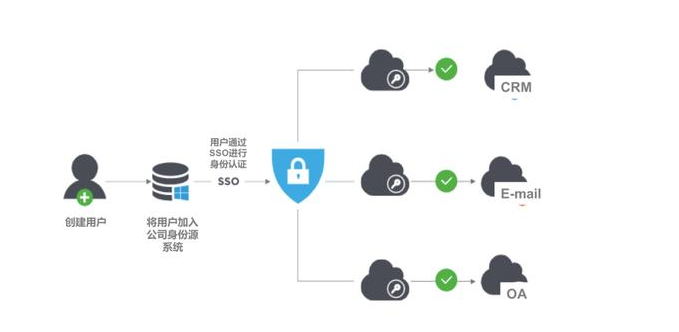 CRM
用户通过
SSO进行
身份认证
SSO
E-mail
创建用户
将用户加入
公司身份源
系统
OA